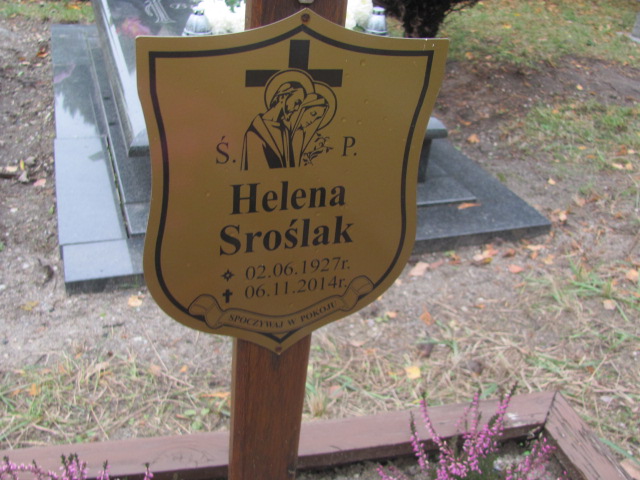 Ś. P.
Helena
Sroślak
02.06.1927r.
06.11.2014r.
SPOCZYWAJ W POKOJU